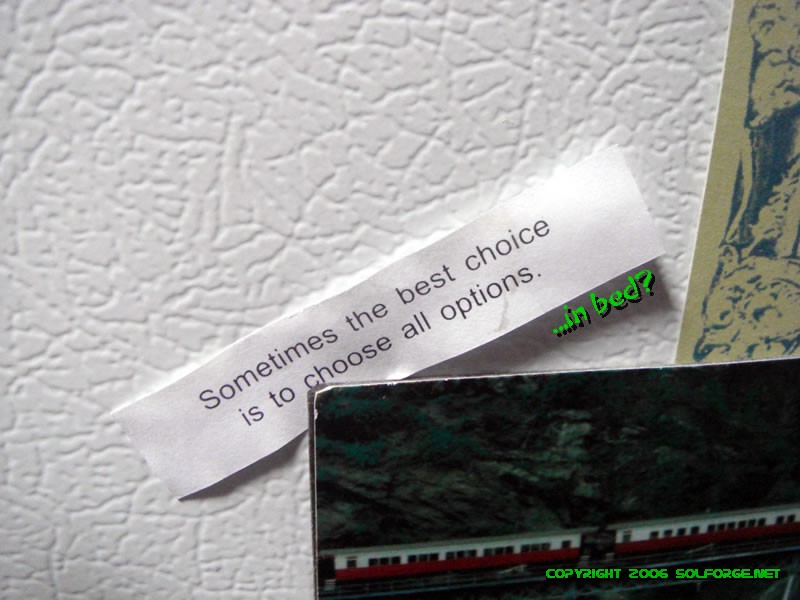 Sometimes the best choice
is to choose all options.
...in bed?
COPYRIGHT 2006 SOLFORGE.NET